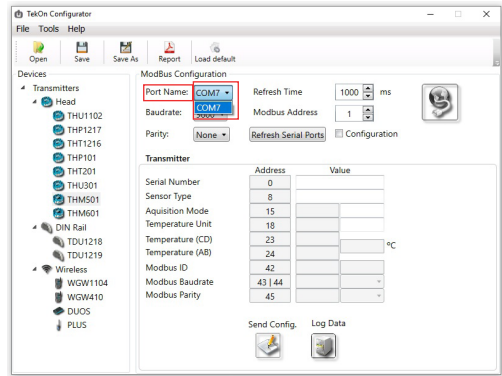 TekOn Configurator
File Tools Help
Open Save Save As Report Load default
Devices
Transmitters
Head
THU1102
THP1217
THT1216
THP101
THT201
THU301
THM501
THM601
DIN Rail
TDU1218
TDU1219
Wireless
WGW1104
WGW410
DUOS
PLUS
ModBus Configuration
Port Name: COM7 Refresh Time 1000 ms
COM7
Baudrate: Modbus Address 1
Parity: None Refresh Serial Ports Configuration
Transmitter
Address Value
Serial Number 0
Sensor Type 8
Aquisition Mode 15
Temperature Unit 18
Temperature (CD) 23
ºC
Temperature (AB) 24
Modbus ID 42
Modbus Baudrate 43 | 44
Modbus Parity 45
Send Config. Log Data